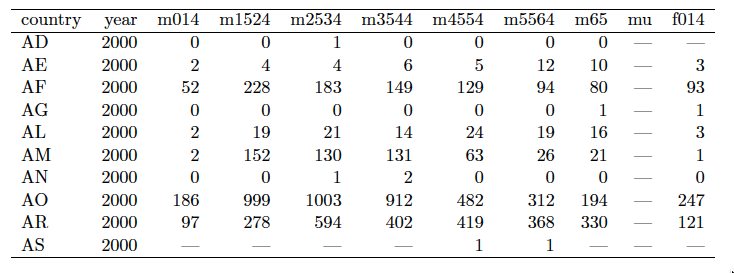 country year m014 m1524 m2534 m3544 m4554 m5564 m65 mu f014
AD 2000 0 0 1 0 0 0 0 — —
AE 2000 2 4 4 6 5 12 10 — 3
AF 2000 52 228 183 149 129 94 80 — 93
AG 2000 0 0 0 0 0 0 1 — 1
AL 2000 2 19 21 14 24 19 16 — 3
AM 2000 2 152 130 131 63 26 21 — 1
AN 2000 0 0 1 2 0 0 0 — 0
AO 2000 186 999 1003 912 482 312 194 — 247
AR 2000 97 278 594 402 419 368 330 — 121
AS 2000 — — — — 1 1 — — —